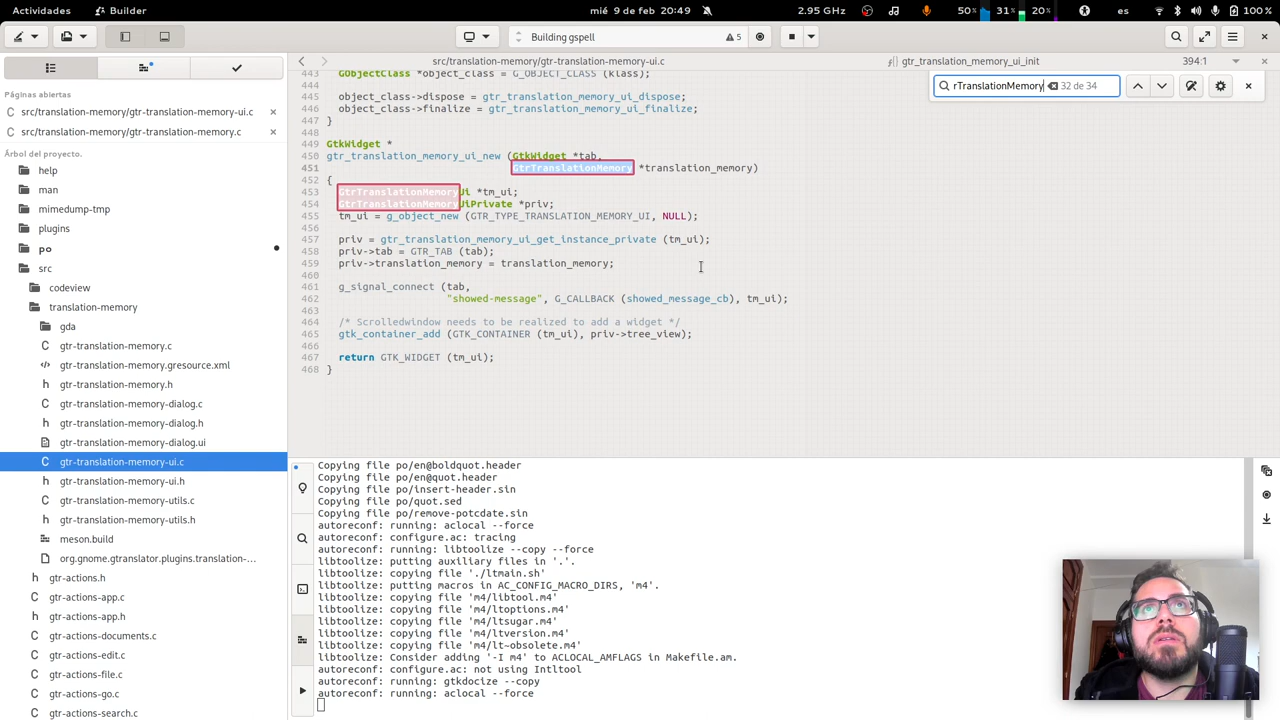 Actividades
Builder
mié 9 de feb 20:49
2.95 GHz
50%
31%
20%
es
100 %
Building gspell
5
src/translation-memory/gtr-translation-memory-ui.c
gtr_translation_memory_ui_init
394:1
rTranslationMemory
32 de 34
Páginas abiertas
C src/translation-memory/gtr-translation-memory-ui.c
C src/translation-memory/gtr-translation-memory.c
Árbol del proyecto.
help
man
mimedump-tmp
plugins
po
src
codeview
translation-memory
gda
C gtr-translation-memory.c
</> gtr-translation-memory.gresource.xml
h gtr-translation-memory.h
C gtr-translation-memory-dialog.c
h gtr-translation-memory-dialog.h
gtr-translation-memory-dialog.ui
C gtr-translation-memory-ui.c
h gtr-translation-memory-ui.h
C gtr-translation-memory-utils.c
h gtr-translation-memory-utils.h
meson.build
org.gnome.gtranslator.plugins.translation-…
h gtr-actions.h
C gtr-actions-app.c
h gtr-actions-app.h
C gtr-actions-documents.c
C gtr-actions-edit.c
C gtr-actions-file.c
C gtr-actions-go.c
C gtr-actions-search.c
443 GObjectClass *object_class = G_OBJECT_CLASS (klass);
444
445 object_class->dispose = gtr_translation_memory_ui_dispose;
446 object_class->finalize = gtr_translation_memory_ui_finalize;
447 }
448
449 GtkWidget *
450 gtr_translation_memory_ui_new (GtkWidget *tab,
451 GtrTranslationMemory *translation_memory)
452 {
453 GtrTranslationMemoryUi *tm_ui;
454 GtrTranslationMemoryUiPrivate *priv;
455 tm_ui = g_object_new (GTR_TYPE_TRANSLATION_MEMORY_UI, NULL);
456
457 priv = gtr_translation_memory_ui_get_instance_private (tm_ui);
458 priv->tab = GTR_TAB (tab);
459 priv->translation_memory = translation_memory;
460
461 g_signal_connect (tab,
462 "showed-message", G_CALLBACK (showed_message_cb), tm_ui);
463
464 /* Scrolledwindow needs to be realized to add a widget */
465 gtk_container_add (GTK_CONTAINER (tm_ui), priv->tree_view);
466
467 return GTK_WIDGET (tm_ui);
468 }
Copying file po/en@boldquot.header
Copying file po/en@quot.header
Copying file po/insert-header.sin
Copying file po/quot.sed
Copying file po/remove-potcdate.sin
autoreconf: running: aclocal --force
autoreconf: configure.ac: tracing
autoreconf: running: libtoolize --copy --force
libtoolize: putting auxiliary files in '.'.
libtoolize: copying file './ltmain.sh'
libtoolize: putting macros in AC_CONFIG_MACRO_DIRS, 'm4'.
libtoolize: copying file 'm4/libtool.m4'
libtoolize: copying file 'm4/ltoptions.m4'
libtoolize: copying file 'm4/ltsugar.m4'
libtoolize: copying file 'm4/ltversion.m4'
libtoolize: copying file 'm4/lt~obsolete.m4'
libtoolize: Consider adding '-I m4' to ACLOCAL_AMFLAGS in Makefile.am.
autoreconf: configure.ac: not using Intltool
autoreconf: running: gtkdocize --copy
autoreconf: running: aclocal --force